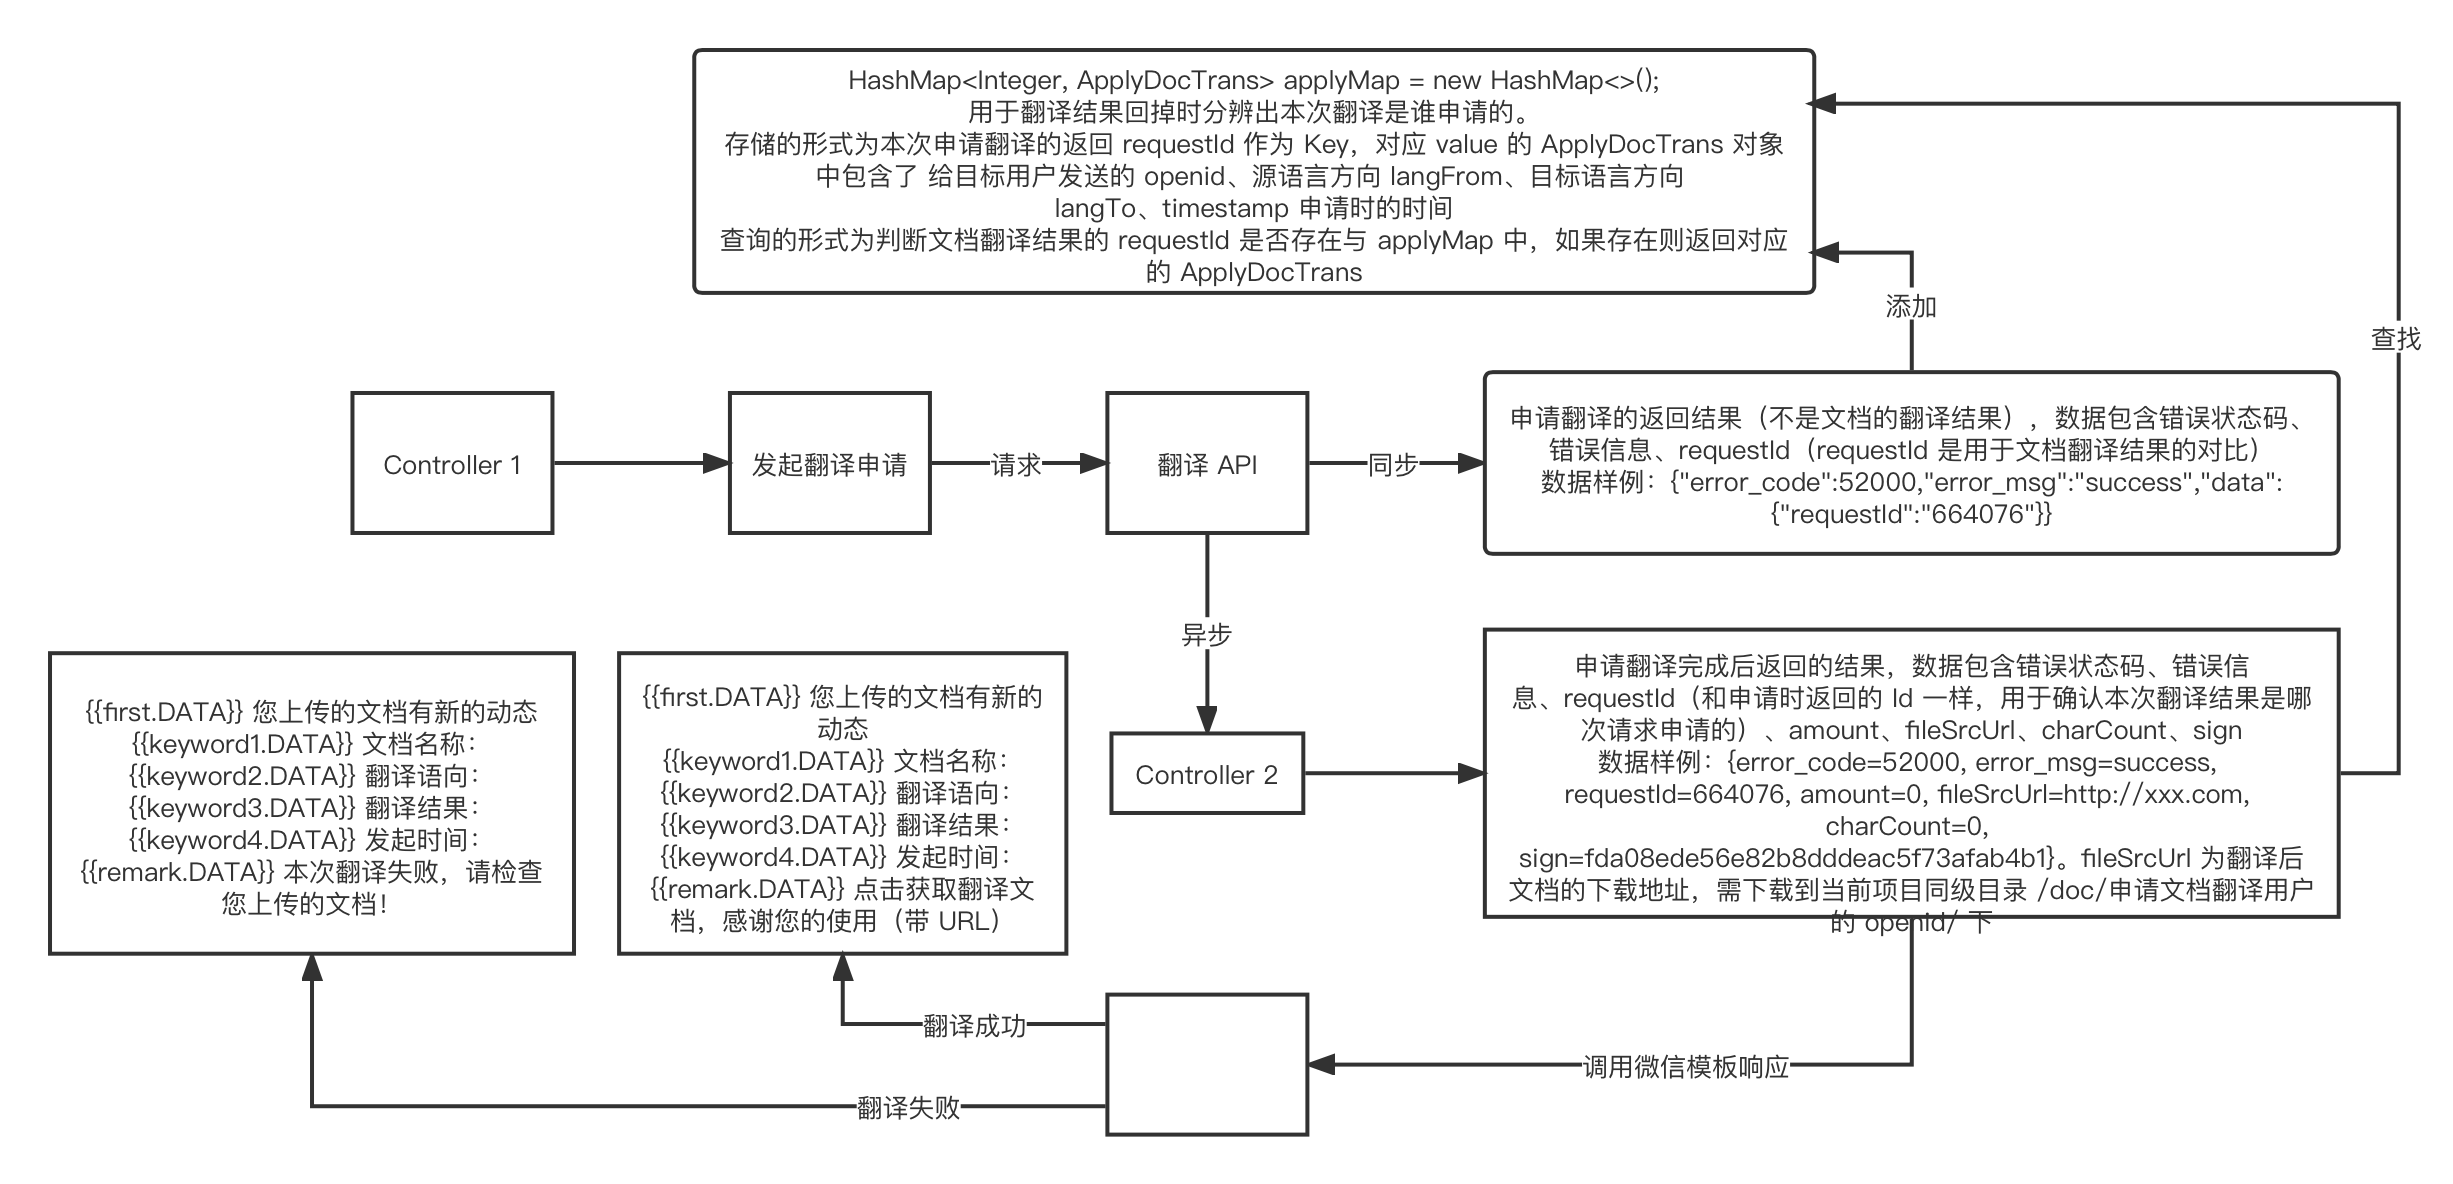 HashMap<Integer, ApplyDocTrans> applyMap = new HashMap<>();
用于翻译结果回掉时分辨出本次翻译是谁申请的。
存储的形式为本次申请翻译的返回 requestId 作为 Key，对应 value 的 ApplyDocTrans 对象
中包含了 给目标用户发送的 openid、源语言方向 langFrom、目标语言方向
langTo、timestamp 申请时的时间
查询的形式为判断文档翻译结果的 requestId 是否存在与 applyMap 中，如果存在则返回对应
的 ApplyDocTrans
添加
查找
Controller 1
发起翻译申请
请求
翻译 API
同步
申请翻译的返回结果（不是文档的翻译结果），数据包含错误状态码、
错误信息、requestId（requestId 是用于文档翻译结果的对比）
数据样例：{"error_code":52000,"error_msg":"success","data":
{"requestId":"664076"}}
异步
Controller 2
申请翻译完成后返回的结果，数据包含错误状态码、错误信
息、requestId（和申请时返回的 Id 一样，用于确认本次翻译结果是哪
次请求申请的）、amount、fileSrcUrl、charCount、sign
数据样例：{error_code=52000, error_msg=success,
requestId=664076, amount=0, fileSrcUrl=http://xxx.com,
charCount=0,
sign=fda08ede56e82b8dddeac5f73afab4b1}。fileSrcUrl 为翻译后
文档的下载地址，需下载到当前项目同级目录 /doc/申请文档翻译用户
的 openid/ 下
{{first.DATA}} 您上传的文档有新的动态
{{keyword1.DATA}} 文档名称：
{{keyword2.DATA}} 翻译语向：
{{keyword3.DATA}} 翻译结果：
{{keyword4.DATA}} 发起时间：
{{remark.DATA}} 本次翻译失败，请检查
您上传的文档！
{{first.DATA}} 您上传的文档有新的
动态
{{keyword1.DATA}} 文档名称：
{{keyword2.DATA}} 翻译语向：
{{keyword3.DATA}} 翻译结果：
{{keyword4.DATA}} 发起时间：
{{remark.DATA}} 点击获取翻译文
档，感谢您的使用（带 URL）
翻译成功
调用微信模板响应
翻译失败